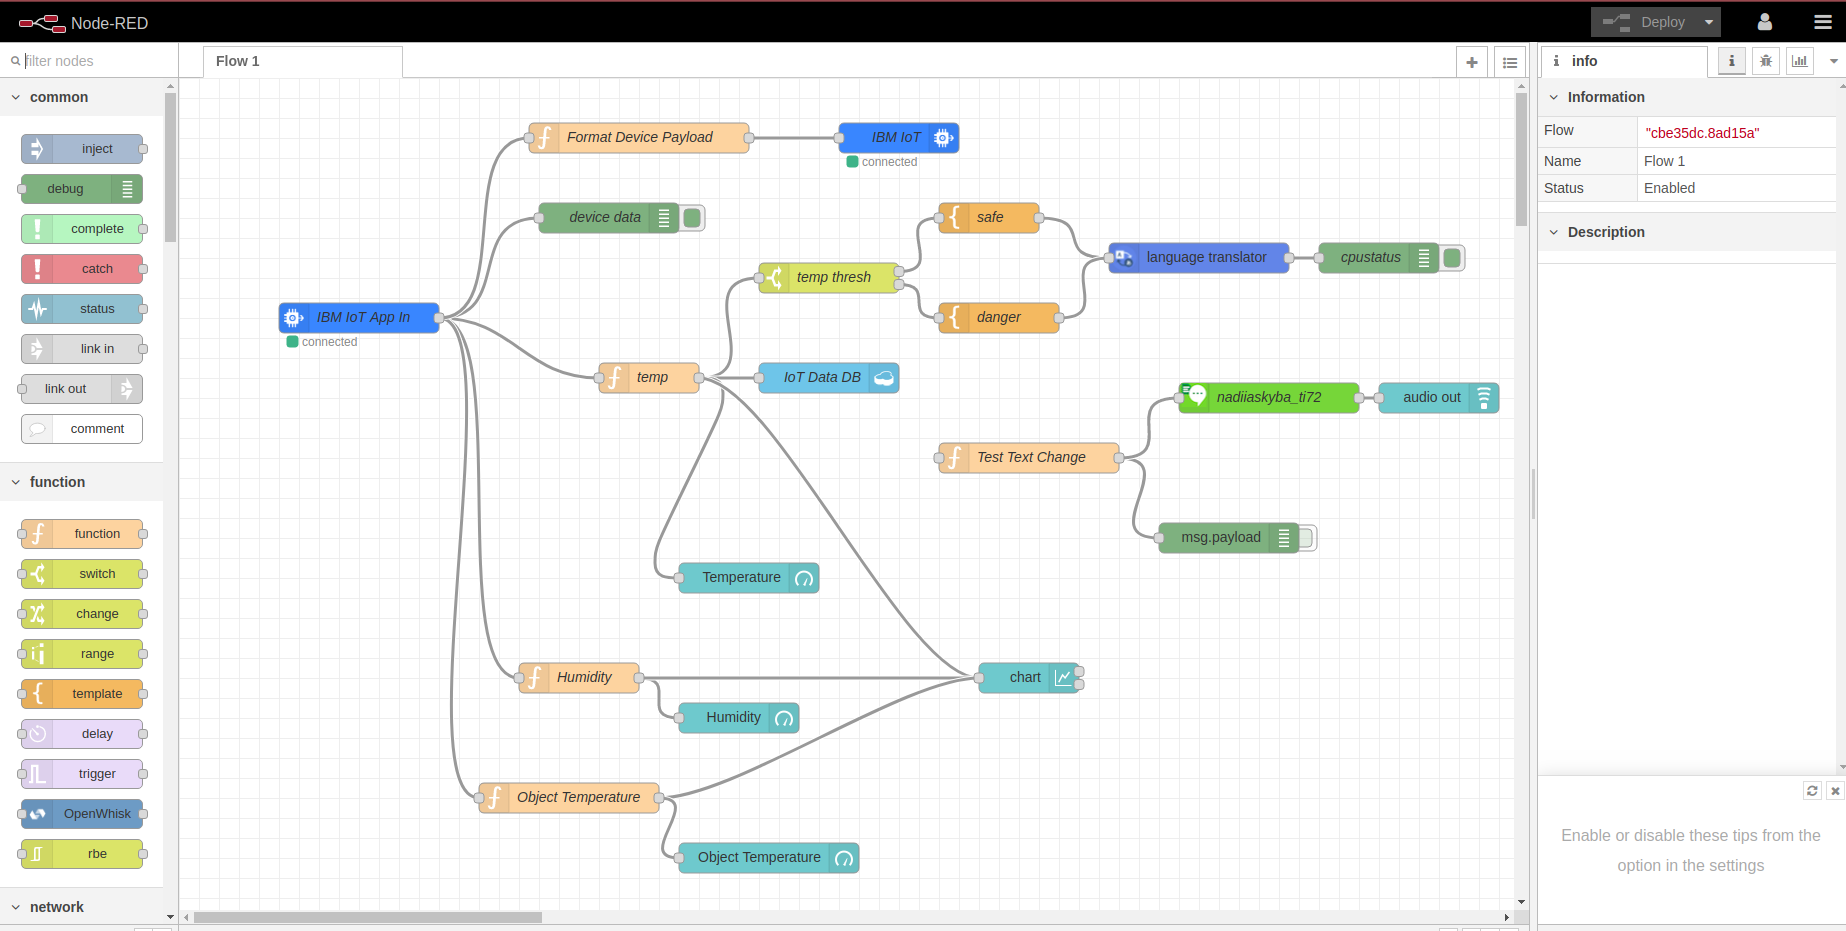 Node-RED
Deploy
filter nodes
Flow 1
info
common
inject
debug
complete
catch
status
link in
link out
comment
function
function
switch
change
range
template
delay
trigger
OpenWhisk
rbe
network
Format Device Payload
IBM IoT
connected
device data
safe
language translator
cpustatus
temp thresh
IBM IoT App In
connected
danger
temp
IoT Data DB
nadiiaskyba_ti72
audio out
Test Text Change
msg.payload
Temperature
Humidity
chart
Humidity
Object Temperature
Object Temperature
Information
Flow "cbe35dc.8ad15a"
Name Flow 1
Status Enabled
Description
Enable or disable these tips from the
option in the settings